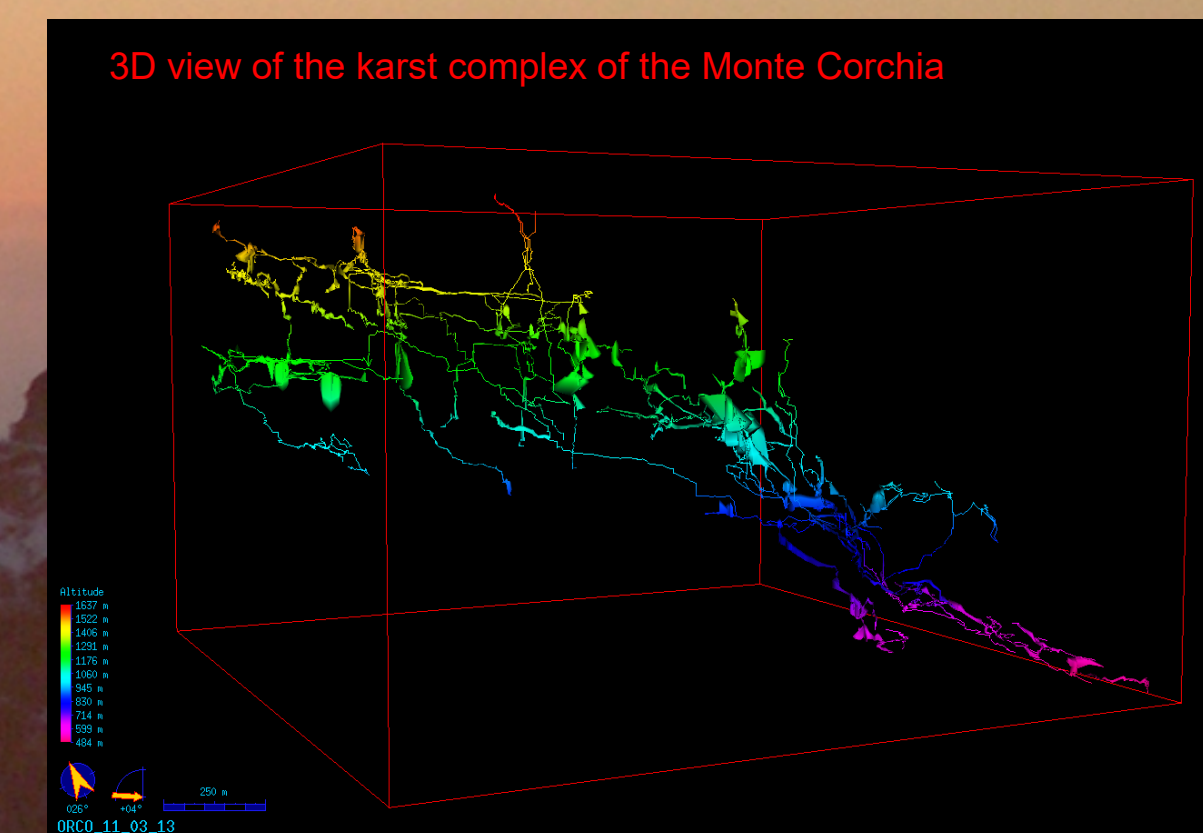 3D view of the karst complex of the Monte Corchia
Altitude
1637 m
1522 m
1406 m
1291 m
1176 m
1060 m
945 m
830 m
714 m
599 m
484 m
026°
+04°
250 m
ORCO_11_03_13